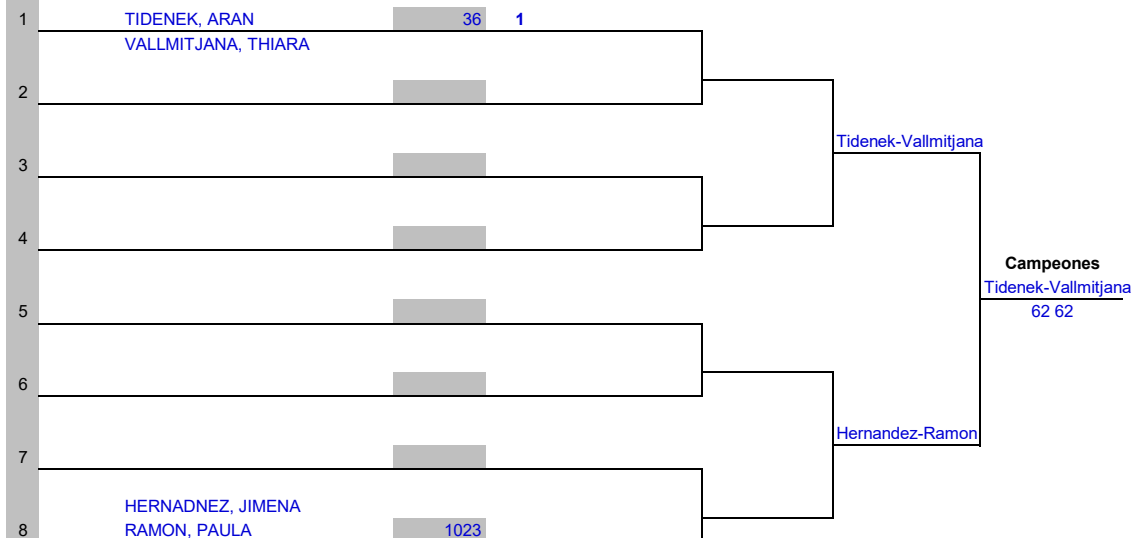 1 TIDENEK, ARAN 36 1
VALLMITJANA, THIARA
2
Tidenek-Vallmitjana
3
4
Campeones
Tidenek-Vallmitjana
5
62 62
6
Hernandez-Ramon
7
HERNADNEZ, JIMENA
8 RAMON, PAULA 1023